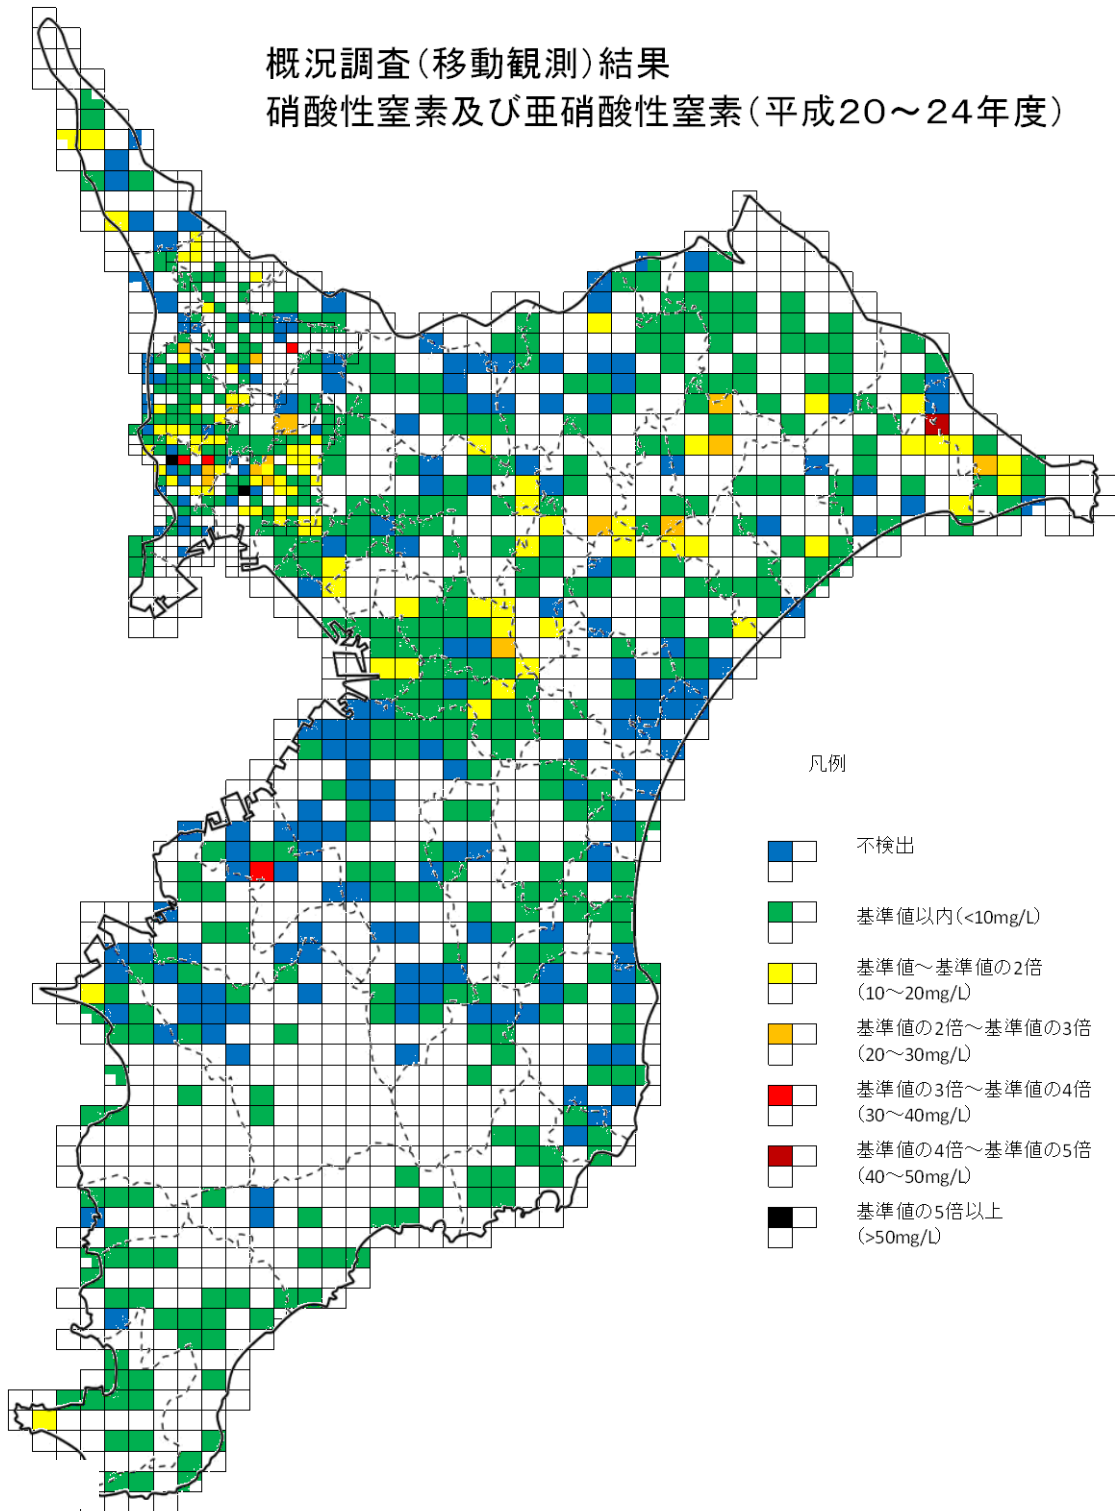 概況調査（移動観測）結果
硝酸性窒素及び亜硝酸性窒素（平成20～24年度）
凡例
不検出
基準値以内（<10mg/L）
基準値～基準値の2倍
（10～20mg/L）
基準値の2倍～基準値の3倍
（20～30mg/L）
基準値の3倍～基準値の4倍
（30～40mg/L）
基準値の4倍～基準値の5倍
（40～50mg/L）
基準値の5倍以上
（>50mg/L）